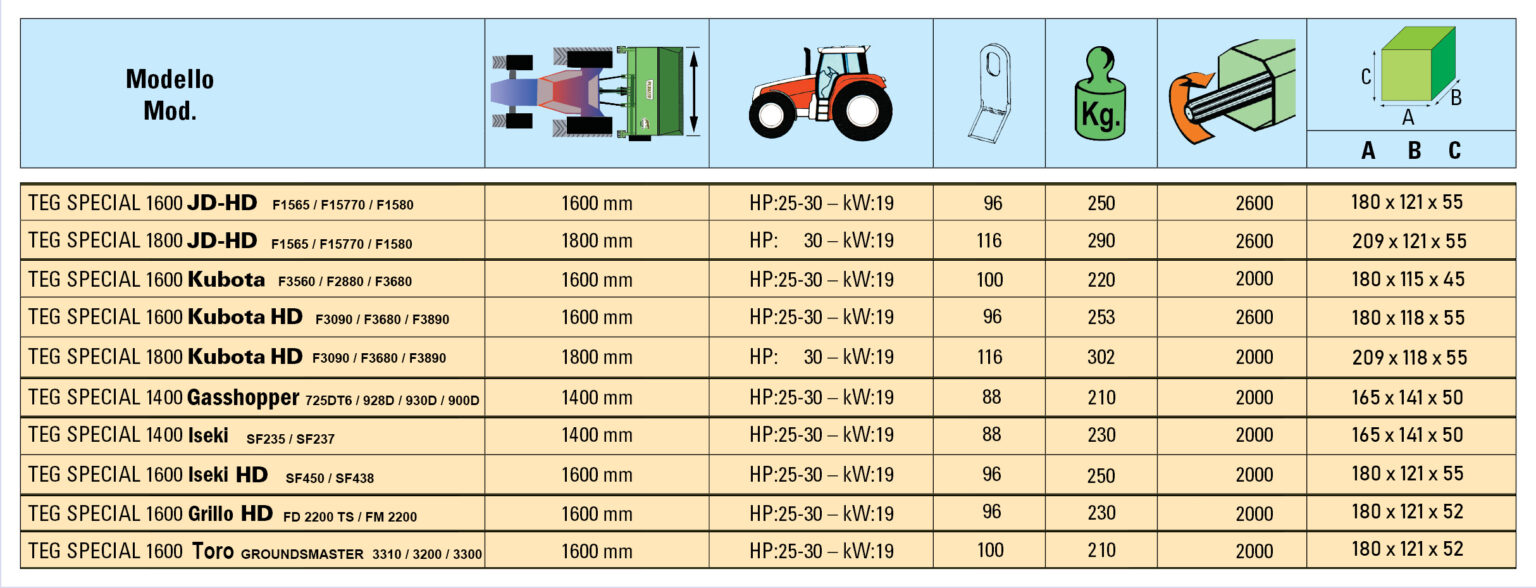 Modello
Mod.
Kg.
C
B
A
A B C
TEG SPECIAL 1600 JD-HD F1565 / F15770 / F1580 1600 mm HP:25-30 – kW:19 96 250 2600 180 x 121 x 55
TEG SPECIAL 1800 JD-HD F1565 / F15770 / F1580 1800 mm HP: 30 – kW:19 116 290 2600 209 x 121 x 55
TEG SPECIAL 1600 Kubota F3560 / F2880 / F3680 1600 mm HP:25-30 – kW:19 100 220 2000 180 x 115 x 45
TEG SPECIAL 1600 Kubota HD F3090 / F3680 / F3890 1600 mm HP:25-30 – kW:19 96 253 2600 180 x 118 x 55
TEG SPECIAL 1800 Kubota HD F3090 / F3680 / F3890 1800 mm HP: 30 – kW:19 116 302 2000 209 x 118 x 55
TEG SPECIAL 1400 Gasshopper 725DT6 / 928D / 930D / 900D 1400 mm HP:25-30 – kW:19 88 210 2000 165 x 141 x 50
TEG SPECIAL 1400 Iseki SF235 / SF237 1400 mm HP:25-30 – kW:19 88 230 2000 165 x 141 x 50
TEG SPECIAL 1600 Iseki HD SF450 / SF438 1600 mm HP:25-30 – kW:19 96 250 2000 180 x 121 x 55
TEG SPECIAL 1600 Grillo HD FD 2200 TS / FM 2200 1600 mm HP:25-30 – kW:19 96 230 2000 180 x 121 x 52
TEG SPECIAL 1600 Toro GROUNDSMASTER 3310 / 3200 / 3300 1600 mm HP:25-30 – kW:19 100 210 2000 180 x 121 x 52